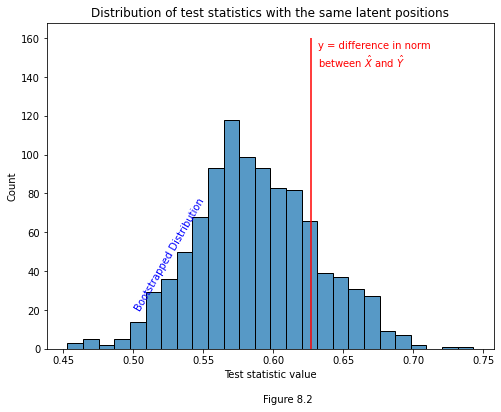 Distribution of test statistics with the same latent positions
160
140
120
100
80
60
40
20
0
Count
y = difference in norm
between X̂ and Ŷ
Bootstrapped Distribution
0.45 0.50 0.55 0.60 0.65 0.70 0.75
Test statistic value
Figure 8.2